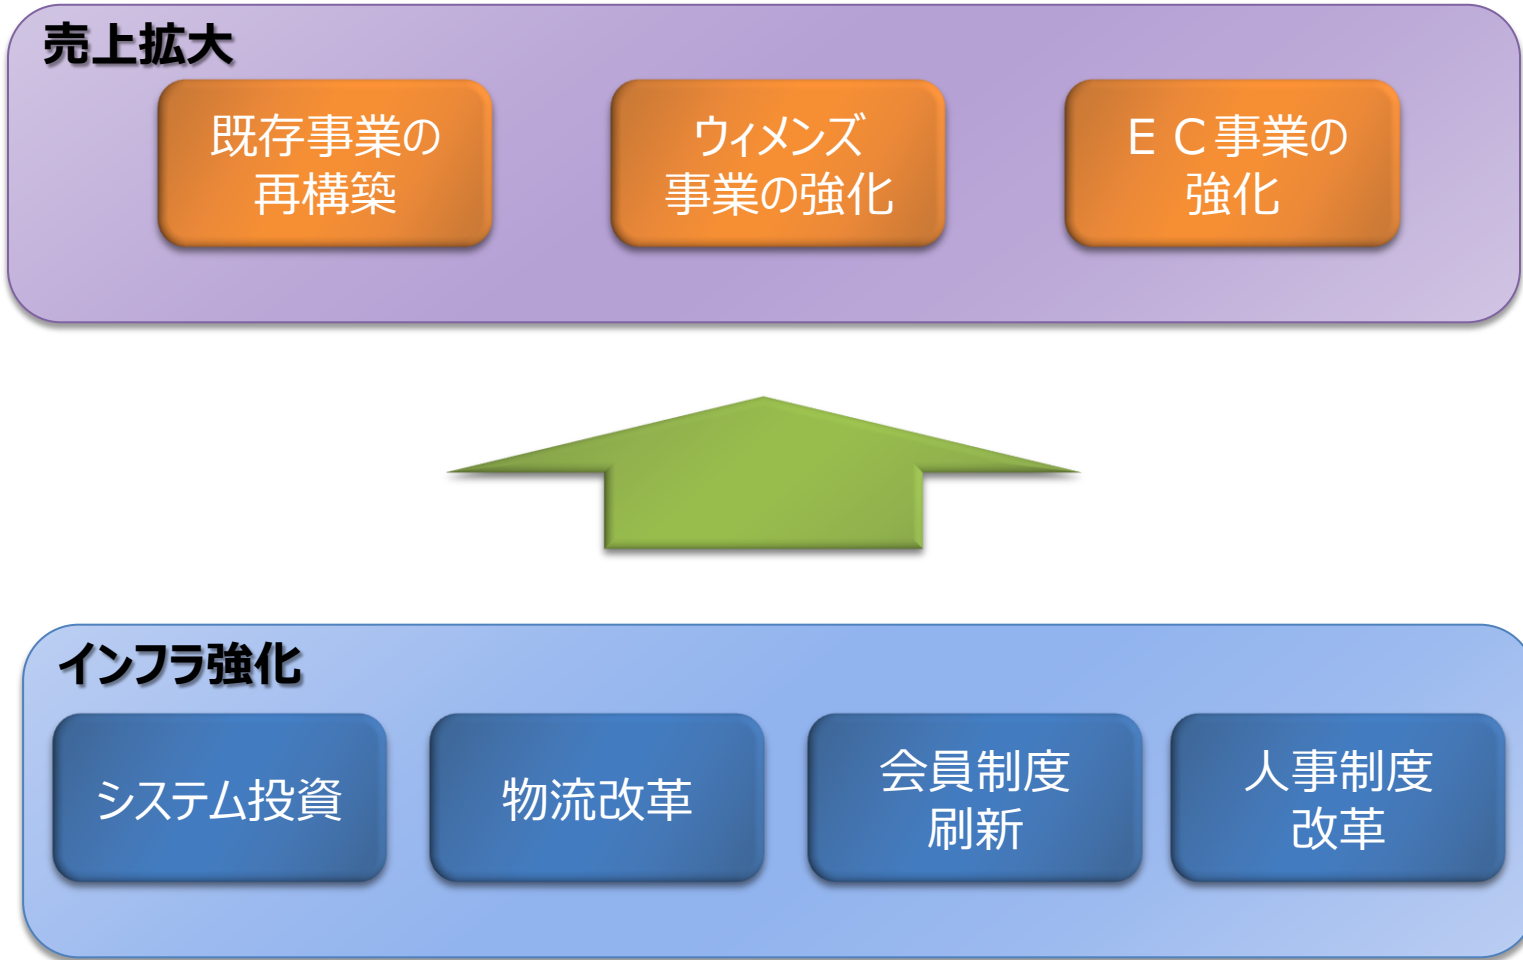 売上拡大
既存事業の
再構築
ウィメンズ
事業の強化
ＥＣ事業の
強化
インフラ強化
システム投資
物流改革
会員制度
刷新
人事制度
改革